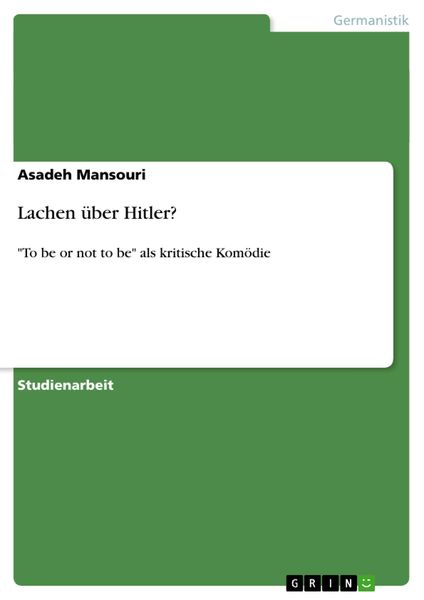 Germanistik
Asadeh Mansouri
Lachen über Hitler?
"To be or not to be" als kritische Komödie
Studienarbeit
GRIN